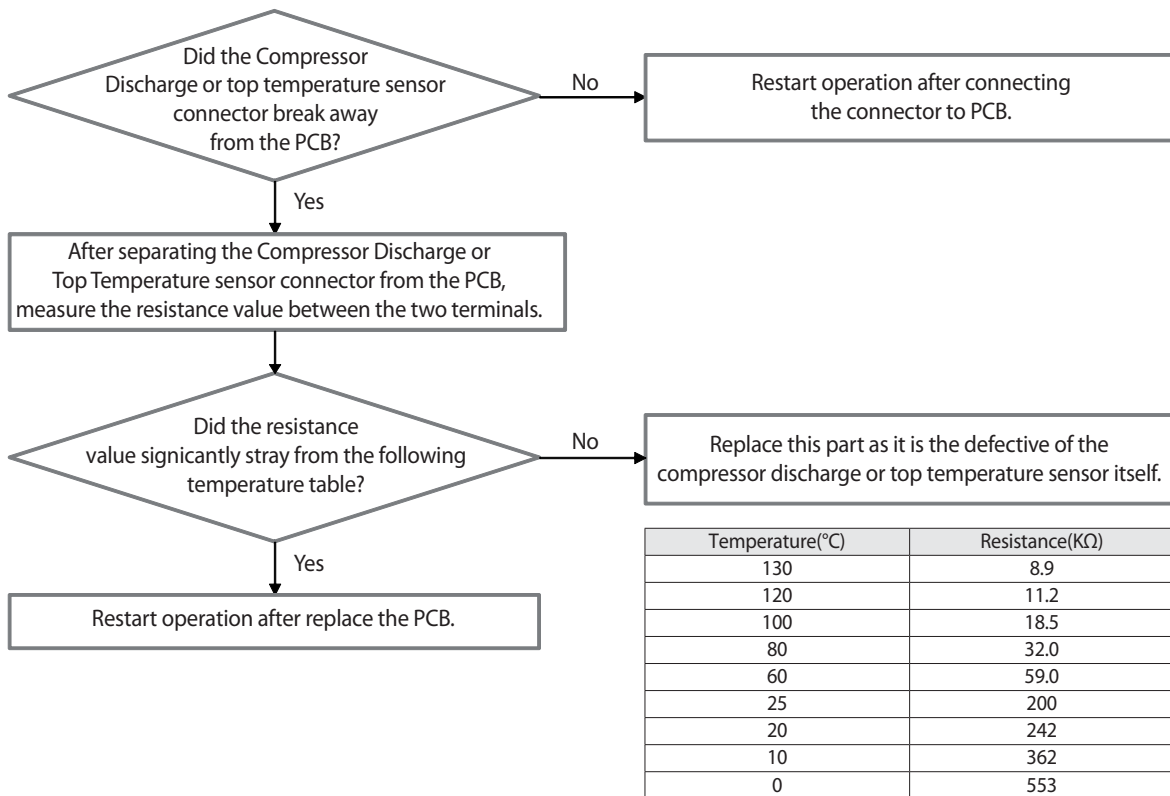 Did the Compressor
Discharge or top temperature sensor
connector break away
from the PCB?
No
Restart operation after connecting
the connector to PCB.
Yes
After separating the Compressor Discharge or
Top Temperature sensor connector from the PCB,
measure the resistance value between the two terminals.
Did the resistance
value signicantly stray from the following
temperature table?
No
Replace this part as it is the defective of the
compressor discharge or top temperature sensor itself.
Yes
Restart operation after replace the PCB.
Temperature(°C) Resistance(KΩ)
130 8.9
120 11.2
100 18.5
80 32.0
60 59.0
25 200
20 242
10 362
0 553